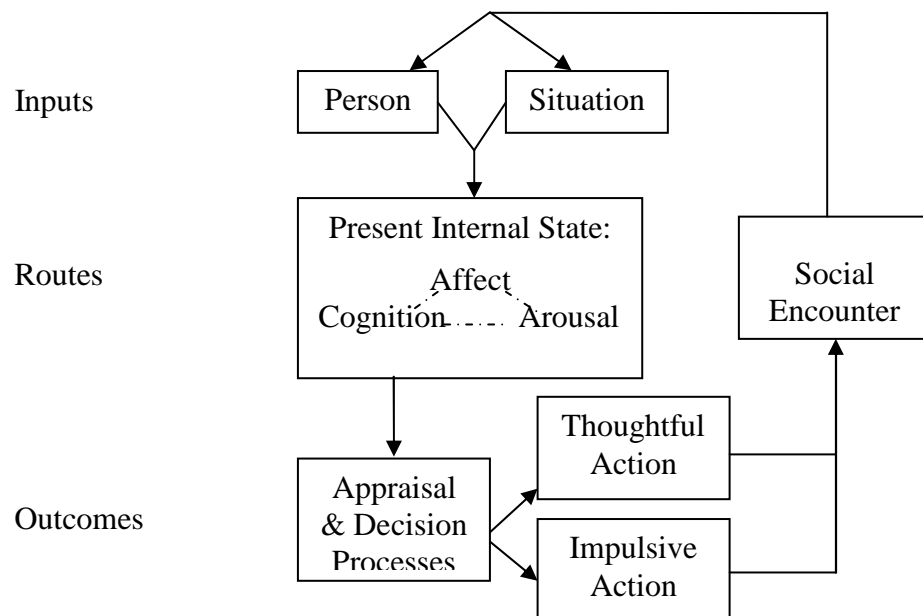 Inputs
Person
Situation
Routes
Present Internal State:
Affect
Cognition
Arousal
Social
Encounter
Outcomes
Appraisal
& Decision
Processes
Thoughtful
Action
Impulsive
Action